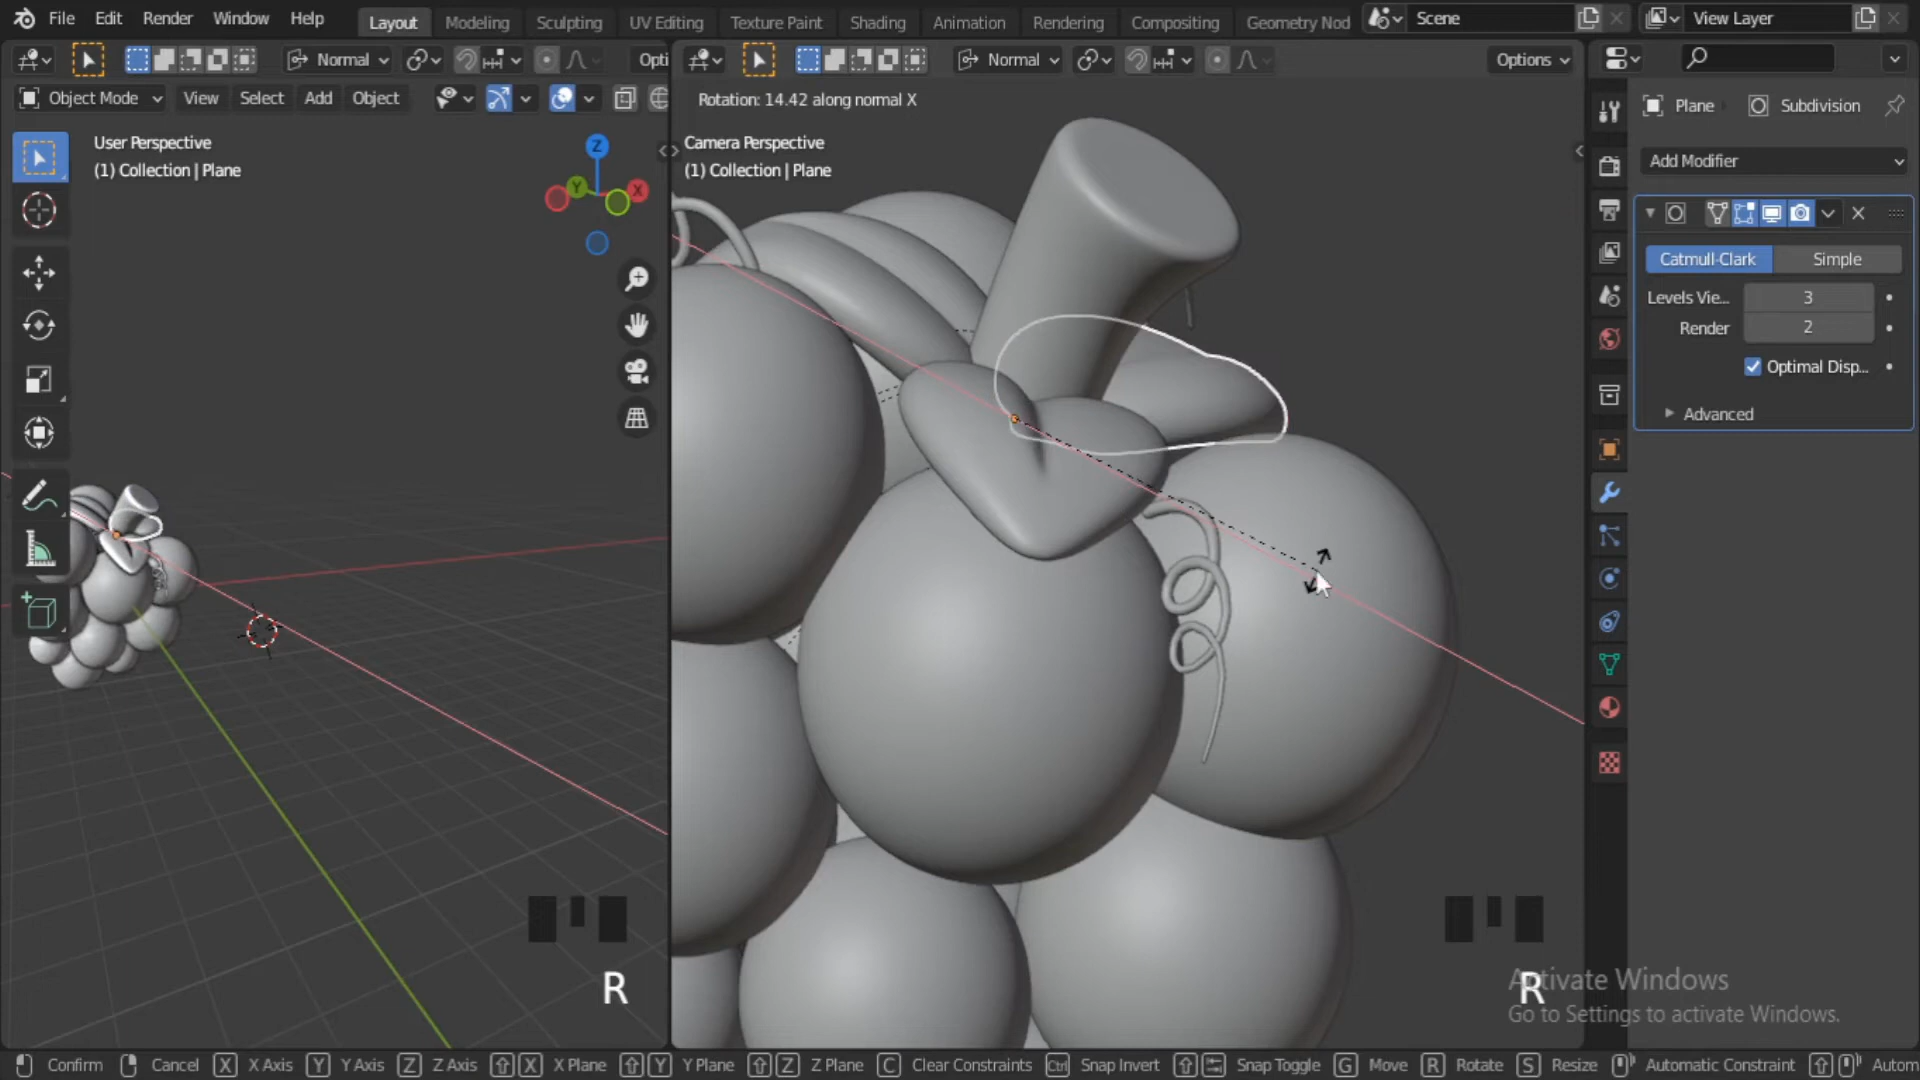 File Edit Render Window Help Layout Modeling Sculpting UV Editing Texture Paint Shading Animation Rendering Compositing Geometry Nod Scene View Layer
Normal Opti Normal Options
Object Mode View Select Add Object Rotation: 14.42 along normal X Plane Subdivision
User Perspective Camera Perspective
(1) Collection | Plane (1) Collection | Plane
Add Modifier
Z
Y X
Catmull-Clark Simple
Levels Vie... 3
Render 2
Optimal Disp...
Advanced
R R
Activate Windows
Go to Settings to activate Windows.
Confirm Cancel X X Axis Y Y Axis Z Z Axis X X Plane Y Y Plane Z Z Plane C Clear Constraints Ctrl Snap Invert Snap Toggle G Move R Rotate S Resize Automatic Constraint Autom